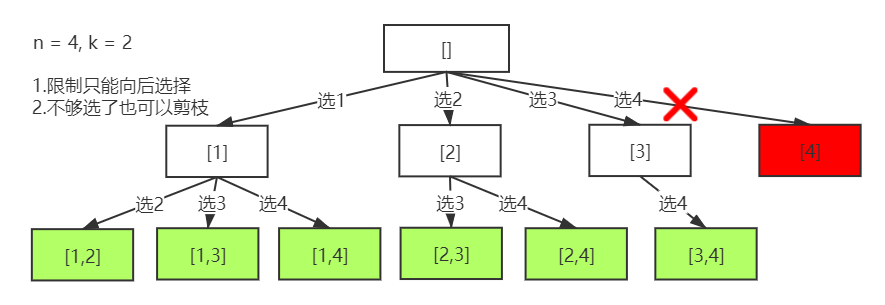 n = 4, k = 2
1.限制只能向后选择
2.不够选了也可以剪枝
[]
选1
选2
选3
选4
[1]
[2]
[3]
[4]
选2
选3
选4
选3
选4
选4
[1,2]
[1,3]
[1,4]
[2,3]
[2,4]
[3,4]